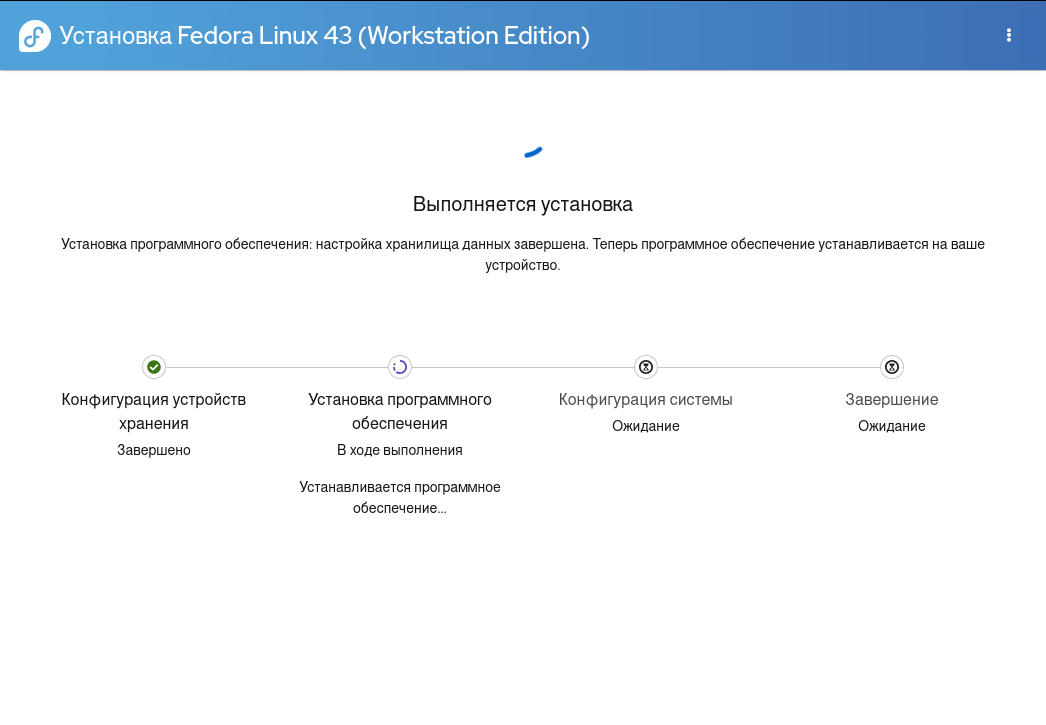 Установка Fedora Linux 43 (Workstation Edition)
Выполняется установка
Установка программного обеспечения: настройка хранилища данных завершена. Теперь программное обеспечение устанавливается на ваше
устройство.
Конфигурация устройств
хранения
Завершено
Установка программного
обеспечения
В ходе выполнения
Устанавливается программное
обеспечение...
Конфигурация системы
Ожидание
Завершение
Ожидание